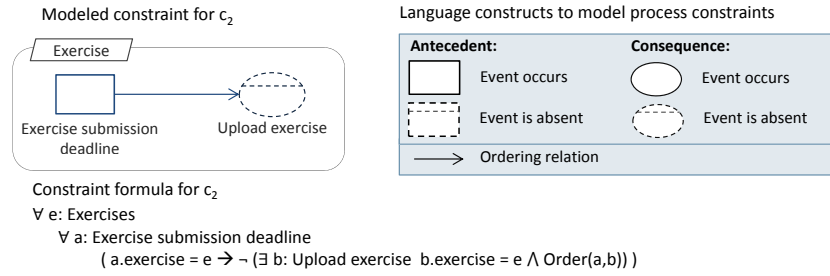 Modeled constraint for c2
Exercise
Exercise submission
deadline
Upload exercise
Language constructs to model process constraints
Antecedent:
Consequence:
Event occurs
Event occurs
Event is absent
Event is absent
Ordering relation
Constraint formula for c2
∀ e: Exercises
∀ a: Exercise submission deadline
( a.exercise = e → ¬ (∃ b: Upload exercise b.exercise = e ⋀ Order(a,b)) )